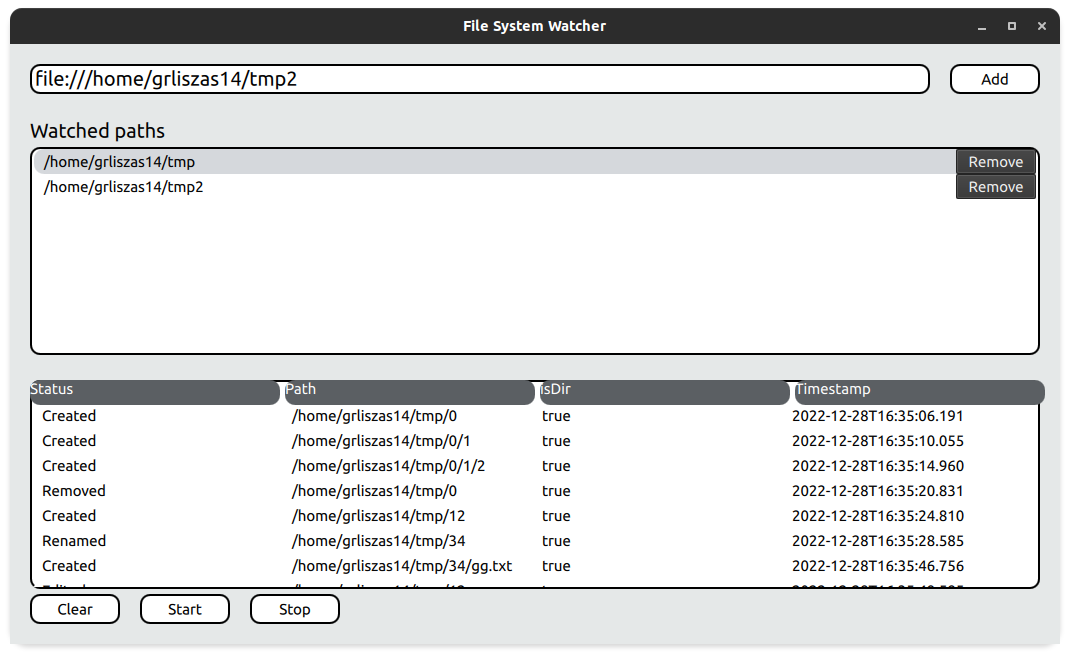 File System Watcher
file:///home/grliszas14/tmp2 Add
Watched paths
/home/grliszas14/tmp Remove
/home/grliszas14/tmp2 Remove
Status Path isDir Timestamp
Created /home/grliszas14/tmp/0 true 2022-12-28T16:35:06.191
Created /home/grliszas14/tmp/0/1 true 2022-12-28T16:35:10.055
Created /home/grliszas14/tmp/0/1/2 true 2022-12-28T16:35:14.960
Removed /home/grliszas14/tmp/0 true 2022-12-28T16:35:20.831
Created /home/grliszas14/tmp/12 true 2022-12-28T16:35:24.810
Renamed /home/grliszas14/tmp/34 true 2022-12-28T16:35:28.585
Created /home/grliszas14/tmp/34/gg.txt true 2022-12-28T16:35:46.756
Clear Start Stop